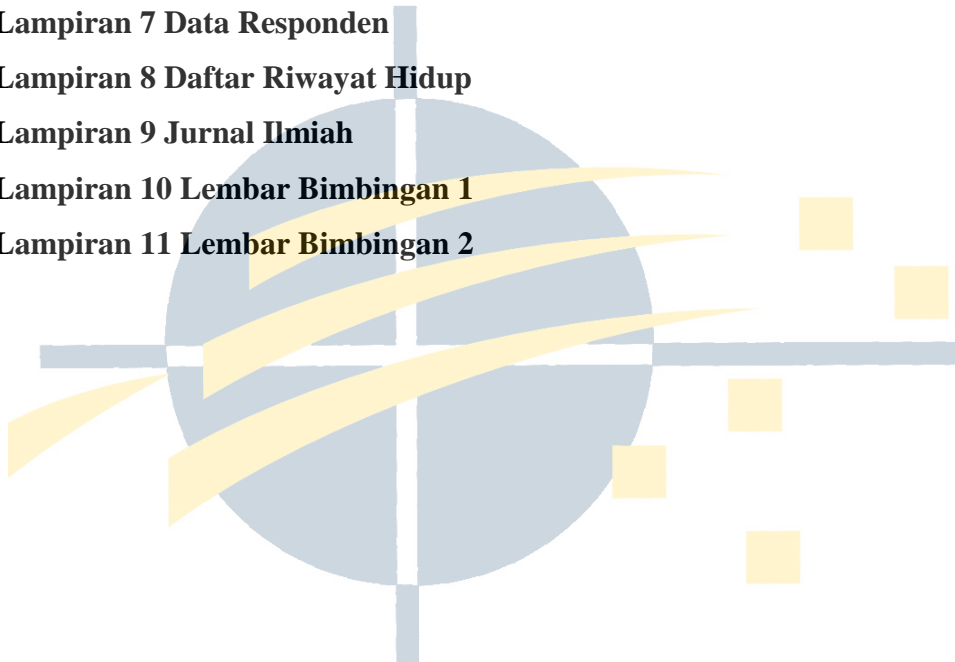 Lampiran 7 Data Responden
Lampiran 8 Daftar Riwayat Hidup
Lampiran 9 Jurnal Ilmiah
Lampiran 10 Lembar Bimbingan 1
Lampiran 11 Lembar Bimbingan 2